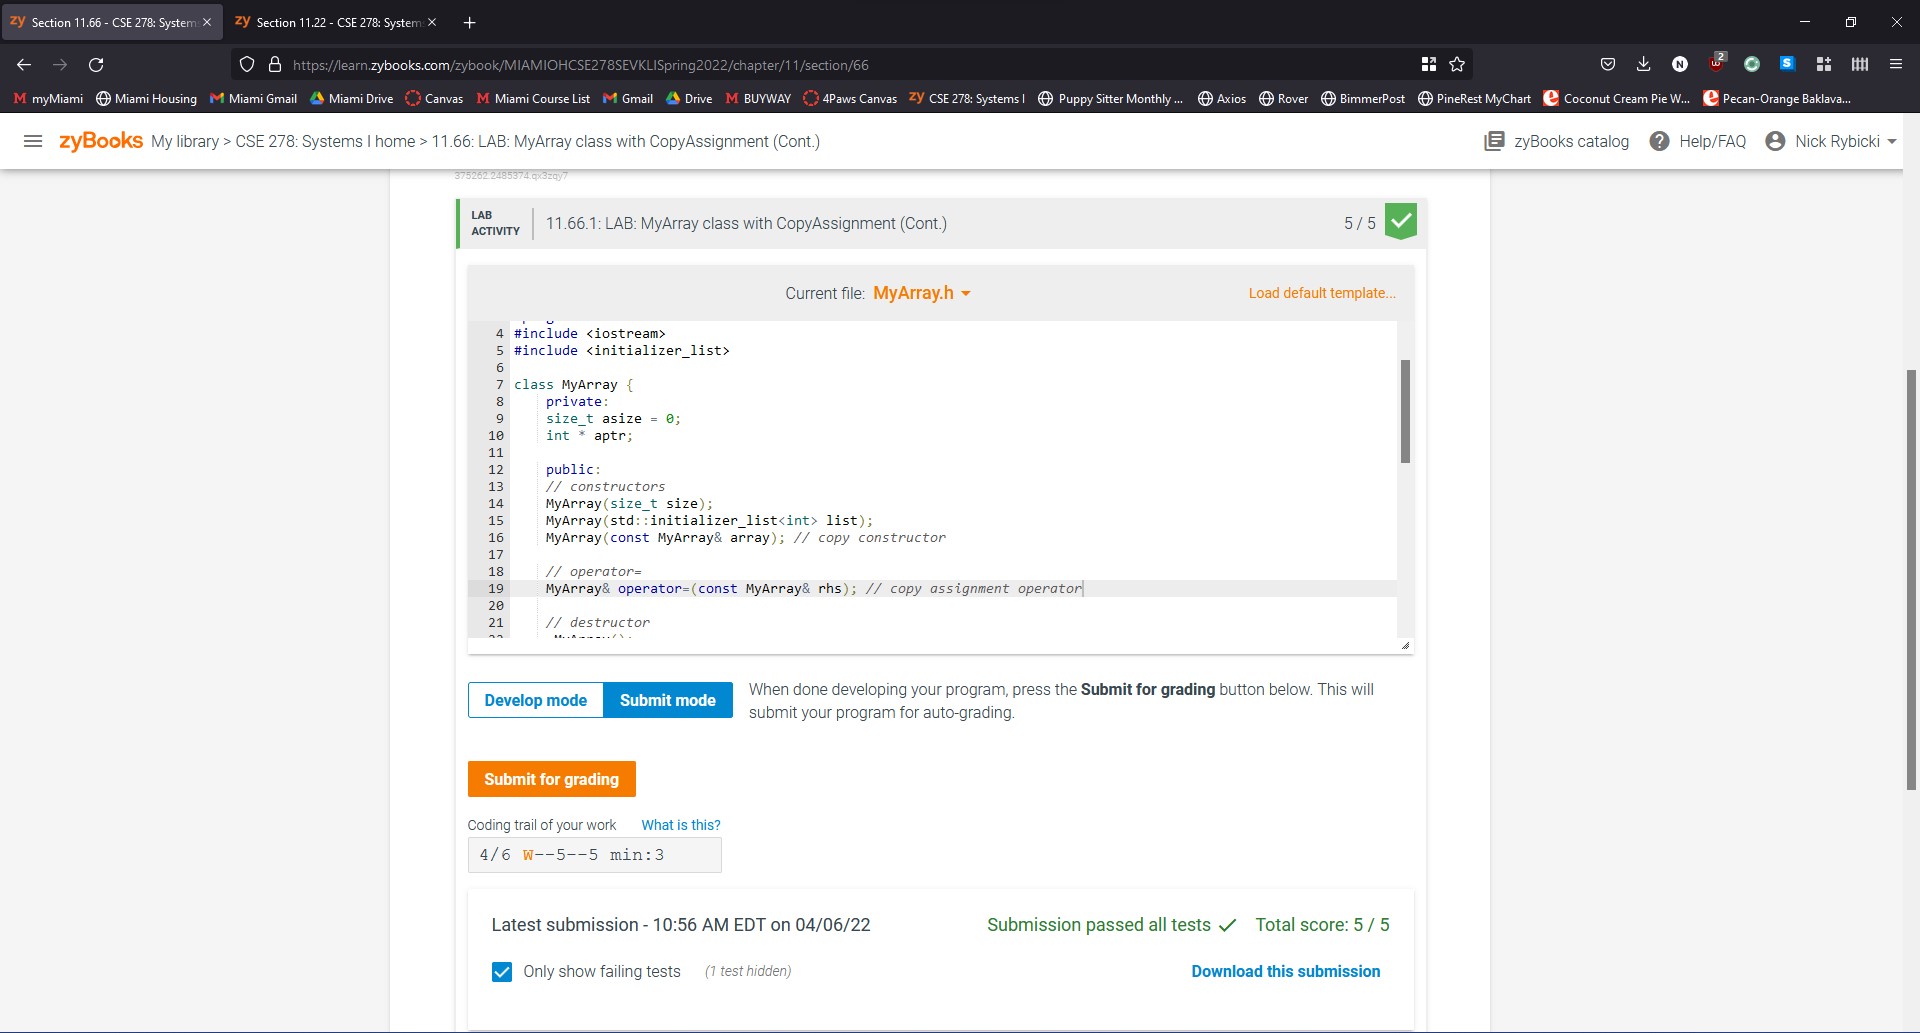 zy Section 11.66 - CSE 278: System
zy Section 11.22 - CSE 278: System
https://learn.zybooks.com/zybook/MIAMIOHCSE278SEVKLISpring2022/chapter/11/section/66
2
myMiami Miami Housing Miami Gmail Miami Drive Canvas Miami Course List Gmail Drive BUYWAY 4Paws Canvas CSE 278: Systems I Puppy Sitter Monthly ... Axios Rover BimmerPost PineRest MyChart Coconut Cream Pie W... Pecan-Orange Baklava...
zyBooks My library > CSE 278: Systems I home > 11.66: LAB: MyArray class with CopyAssignment (Cont.)
zyBooks catalog Help/FAQ Nick Rybicki
375262.2485374.qx3zqy7
LAB
ACTIVITY
11.66.1: LAB: MyArray class with CopyAssignment (Cont.)
5 / 5
Current file: MyArray.h
Load default template...
4 #include <iostream>
5 #include <initializer_list>
6
7 class MyArray {
8 private:
9 size_t asize = 0;
10 int * aptr;
11
12 public:
13 // constructors
14 MyArray(size_t size);
15 MyArray(std::initializer_list<int> list);
16 MyArray(const MyArray& array); // copy constructor
17
18 // operator=
19 MyArray& operator=(const MyArray& rhs); // copy assignment operator
20
21 // destructor
Develop mode
Submit mode
When done developing your program, press the Submit for grading button below. This will
submit your program for auto-grading.
Submit for grading
Coding trail of your work What is this?
4/6 W--5--5 min:3
Latest submission - 10:56 AM EDT on 04/06/22
Submission passed all tests Total score: 5 / 5
Only show failing tests (1 test hidden)
Download this submission